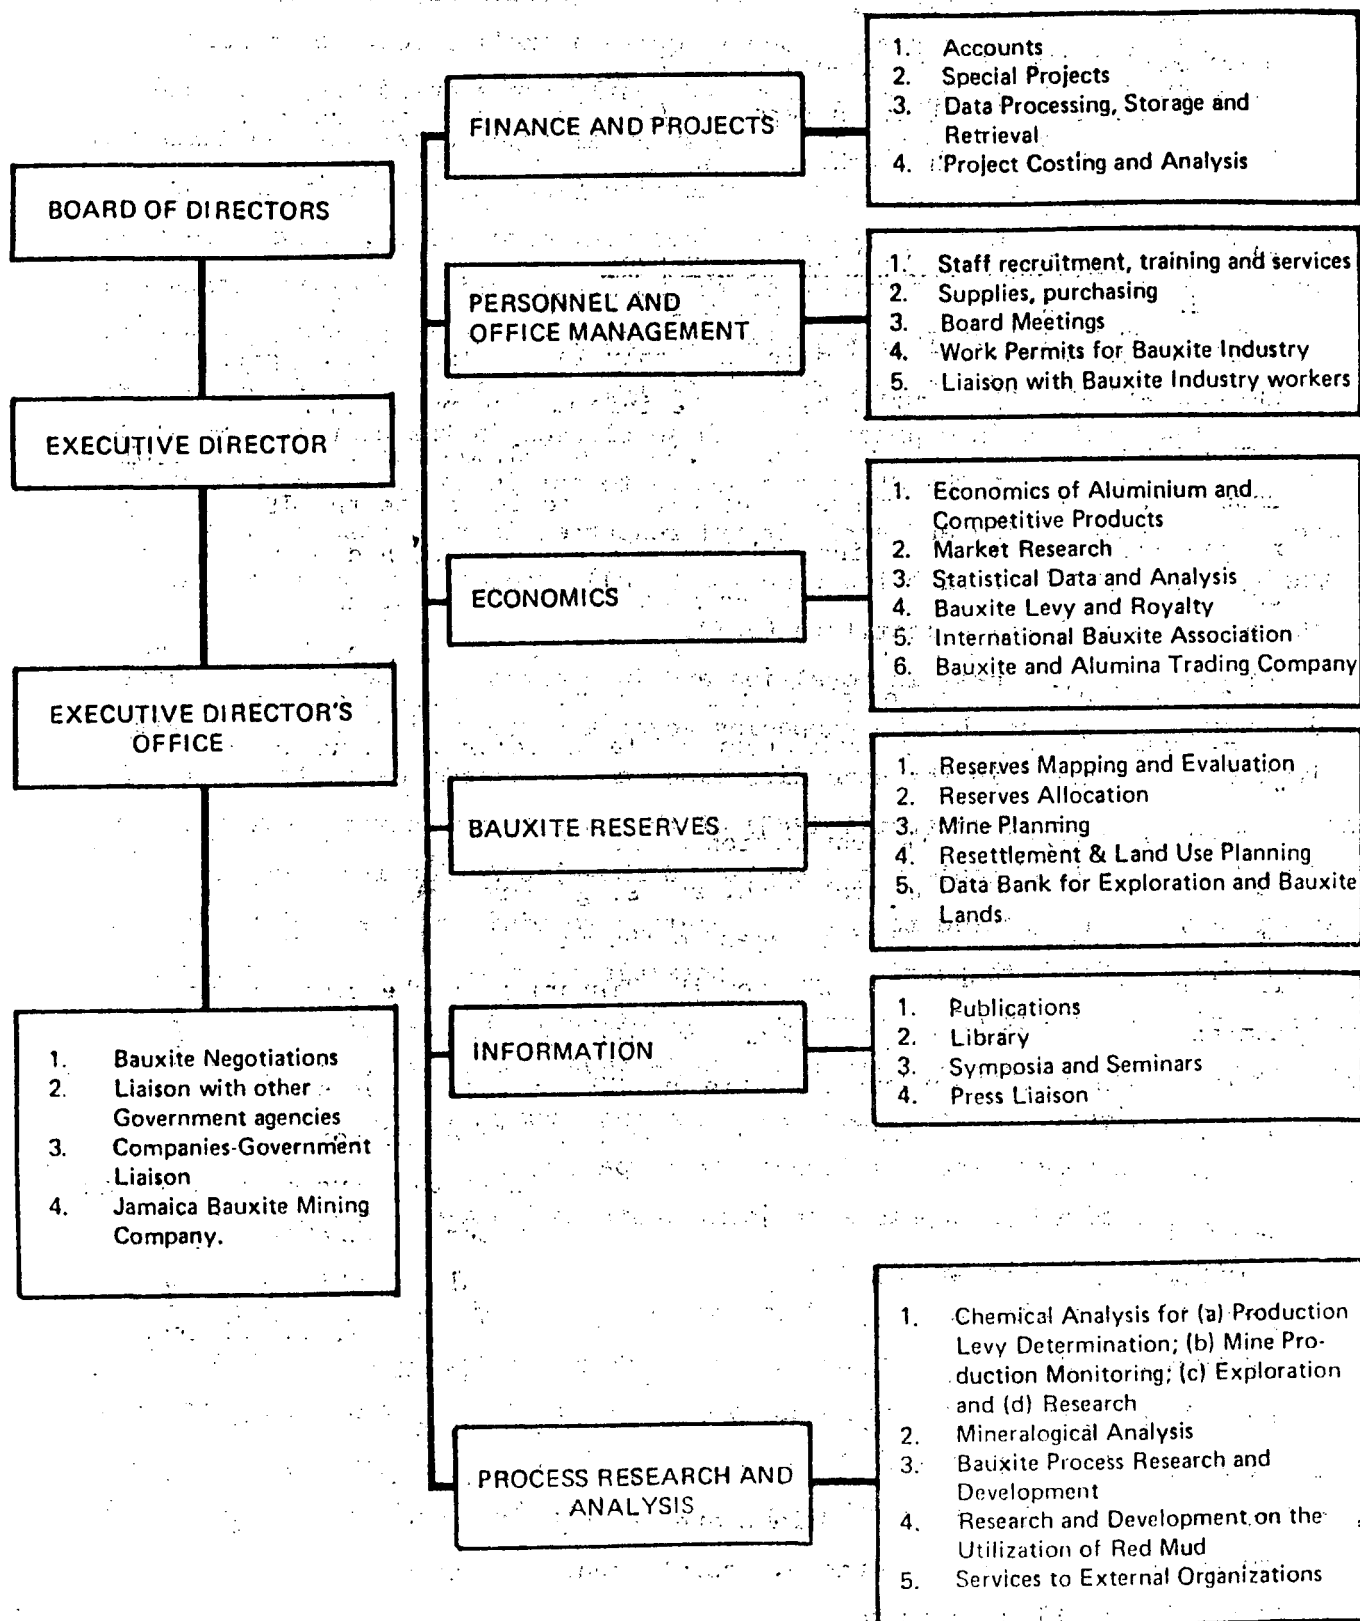 BOARD OF DIRECTORS
EXECUTIVE DIRECTOR
EXECUTIVE DIRECTOR'S
OFFICE
1. Bauxite Negotiations
2. Liaison with other
Government agencies
3. Companies-Government
Liaison
4. Jamaica Bauxite Mining
Company.
FINANCE AND PROJECTS
1. Accounts
2. Special Projects
3. Data Processing, Storage and
Retrieval
4. Project Costing and Analysis
PERSONNEL AND
OFFICE MANAGEMENT
1. Staff recruitment, training and services
2. Supplies, purchasing
3. Board Meetings
4. Work Permits for Bauxite Industry
5. Liaison with Bauxite Industry workers
ECONOMICS
1. Economics of Aluminium and
Competitive Products
2. Market Research
3. Statistical Data and Analysis
4. Bauxite Levy and Royalty
5. International Bauxite Association
6. Bauxite and Alumina Trading Company
BAUXITE RESERVES
1. Reserves Mapping and Evaluation
2. Reserves Allocation
3. Mine Planning
4. Resettlement & Land Use Planning
5. Data Bank for Exploration and Bauxite
Lands
INFORMATION
1. Publications
2. Library
3. Symposia and Seminars
4. Press Liaison
PROCESS RESEARCH AND
ANALYSIS
1. Chemical Analysis for (a) Production
Levy Determination; (b) Mine Pro-
duction Monitoring; (c) Exploration
and (d) Research
2. Mineralogical Analysis
3. Bauxite Process Research and
Development
4. Research and Development on the
Utilization of Red Mud
5. Services to External Organizations